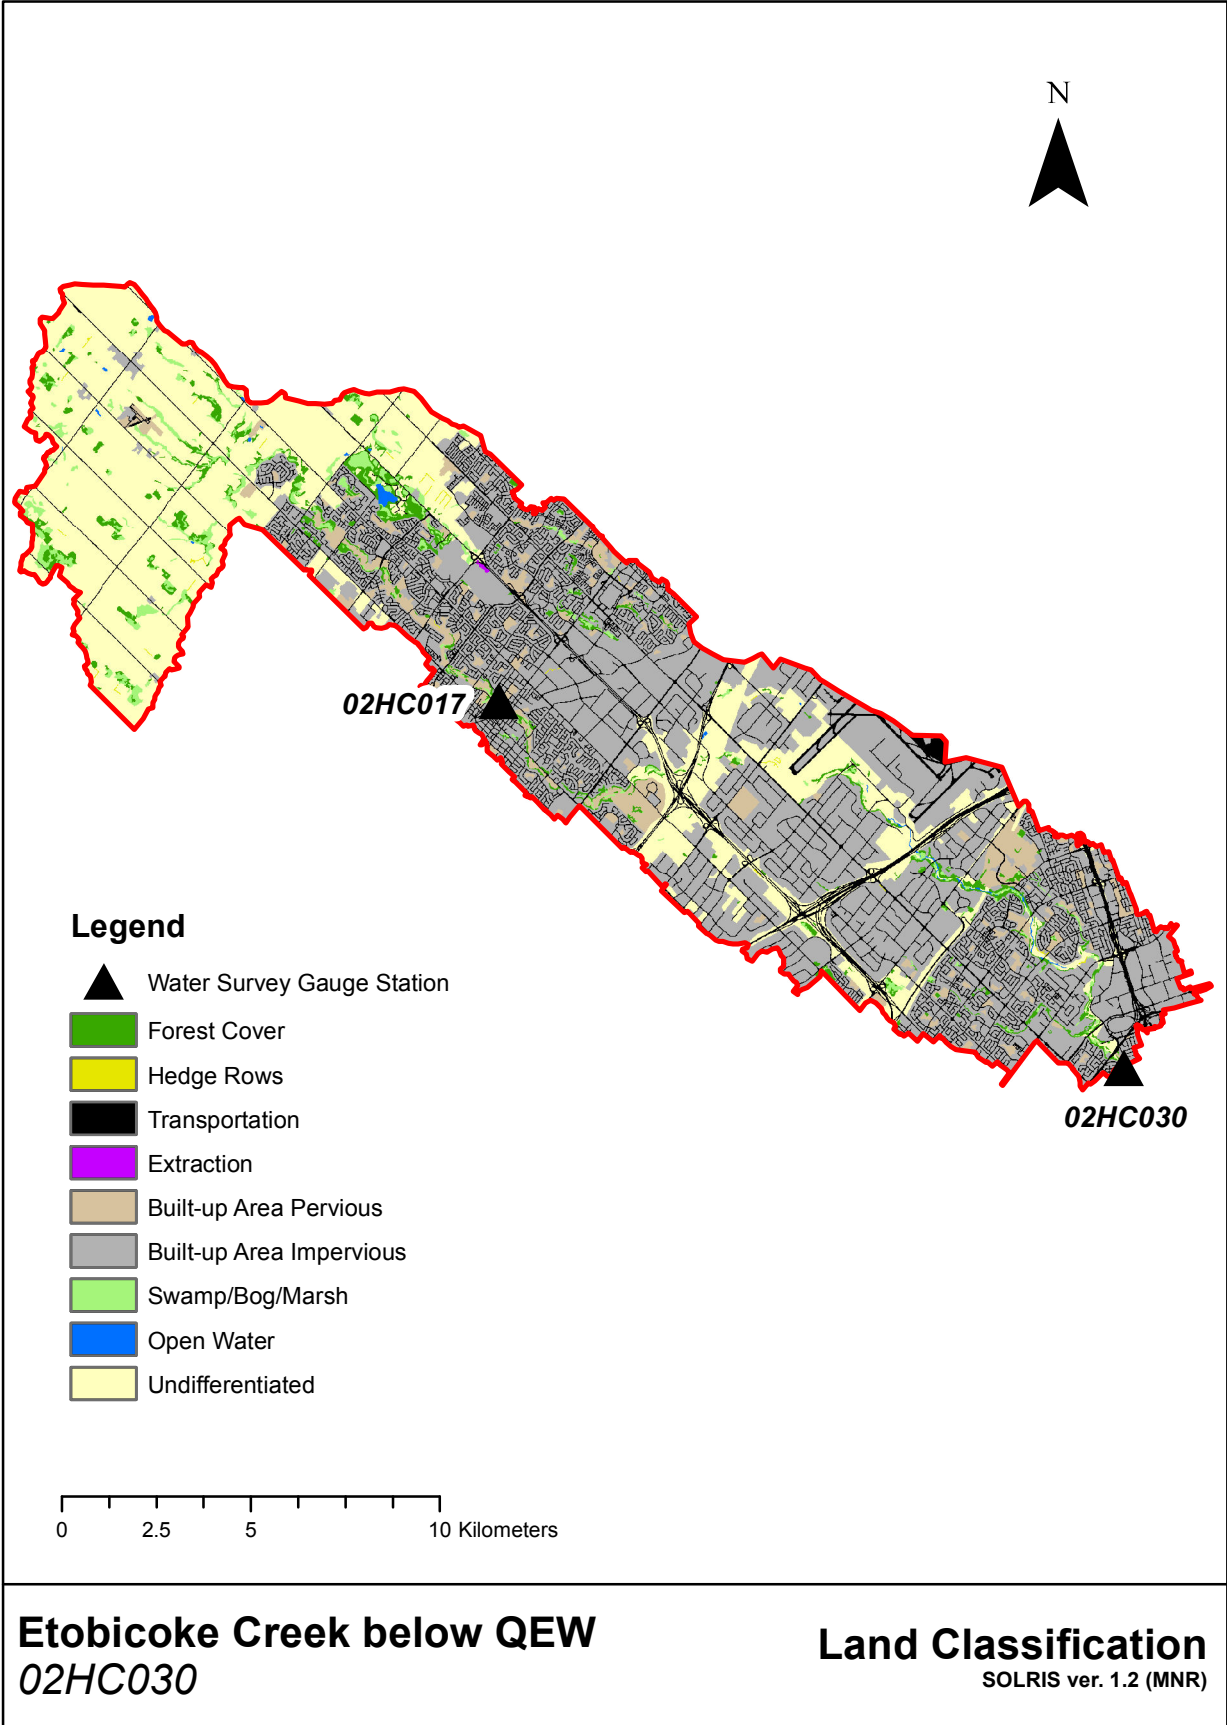 N
02HC017
02HC030
Legend
Water Survey Gauge Station
Forest Cover
Hedge Rows
Transportation
Extraction
Built-up Area Pervious
Built-up Area Impervious
Swamp/Bog/Marsh
Open Water
Undifferentiated
0 2.5 5 10 Kilometers
Etobicoke Creek below QEW
02HC030
Land Classification
SOLRIS ver. 1.2 (MNR)